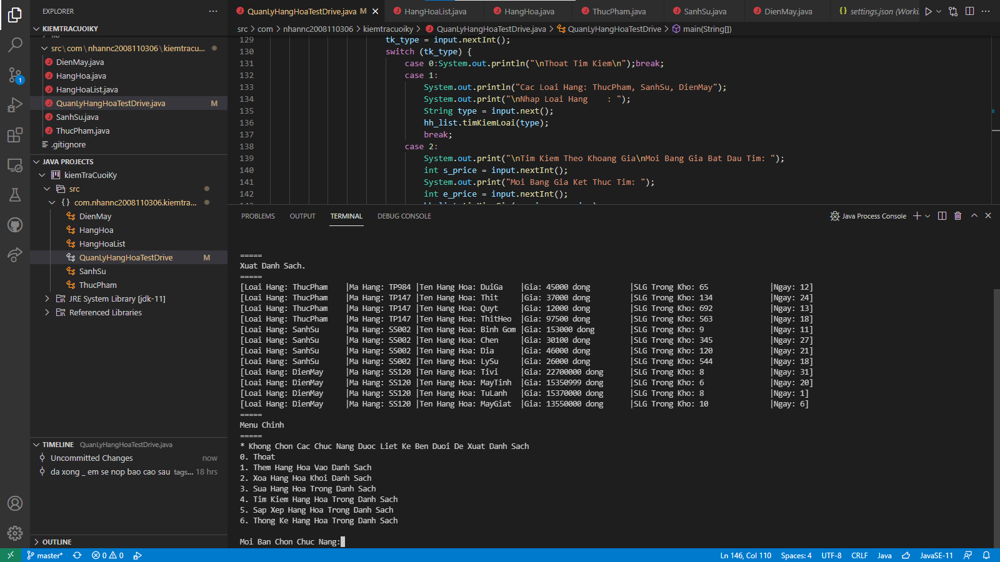 EXPLORER
KIEMTRACUOIKY
lib
src\com\nhannc2008110306\kiemtracu...
DienMay.java
HangHoa.java
HangHoaList.java
QuanLyHangHoaTestDrive.java M
SanhSu.java
ThucPham.java
.gitignore
JAVA PROJECTS
kiemTraCuoiKy
src
{} com.nhannc2008110306.kiemtra...
DienMay
HangHoa
HangHoaList
QuanLyHangHoaTestDrive M
SanhSu
ThucPham
JRE System Library [jdk-11]
Referenced Libraries
TIMELINE QuanLyHangHoaTestDrive.java
Uncommitted Changes now
da xong _ em se nop bao cao sau tags... 18 hrs
OUTLINE
QuanLyHangHoaTestDrive.java M HangHoaList.java HangHoa.java ThucPham.java SanhSu.java DienMay.java {} settings.json (Worki
src > com > nhannc2008110306 > kiemtracuoiky > QuanLyHangHoaTestDrive.java > QuanLyHangHoaTestDrive > main(String[])
129 tk_type = input.nextInt();
130 switch (tk_type) {
131 case 0:System.out.println("\nThoat Tim Kiem\n");break;
132 case 1:
133 System.out.println("Cac Loai Hang: ThucPham, SanhSu, DienMay");
134 System.out.print("\nNhap Loai Hang    : ");
135 String type = input.next();
136 hh_list.timKiemLoai(type);
137 break;
138 case 2:
139 System.out.print("\nTim Kiem Theo Khoang Gia\nMoi Bang Gia Bat Dau Tim: ");
140 int s_price = input.nextInt();
141 System.out.print("Moi Bang Gia Ket Thuc Tim: ");
142 int e_price = input.nextInt();
PROBLEMS OUTPUT TERMINAL DEBUG CONSOLE Java Process Console
=====
Xuat Danh Sach.
=====
[Loai Hang: ThucPham    |Ma Hang: TP984 |Ten Hang Hoa: DuiGa    |Gia: 45000 dong         |SLG Trong Kho: 65              |Ngay: 12]
[Loai Hang: ThucPham    |Ma Hang: TP147 |Ten Hang Hoa: Thit     |Gia: 37000 dong         |SLG Trong Kho: 134             |Ngay: 24]
[Loai Hang: ThucPham    |Ma Hang: TP147 |Ten Hang Hoa: Quyt     |Gia: 12000 dong         |SLG Trong Kho: 692             |Ngay: 13]
[Loai Hang: ThucPham    |Ma Hang: TP147 |Ten Hang Hoa: ThitHeo  |Gia: 97500 dong         |SLG Trong Kho: 563             |Ngay: 18]
[Loai Hang: SanhSu      |Ma Hang: SS002 |Ten Hang Hoa: Binh Gom |Gia: 153000 dong        |SLG Trong Kho: 9               |Ngay: 11]
[Loai Hang: SanhSu      |Ma Hang: SS002 |Ten Hang Hoa: Chen     |Gia: 30100 dong         |SLG Trong Kho: 345             |Ngay: 27]
[Loai Hang: SanhSu      |Ma Hang: SS002 |Ten Hang Hoa: Dia      |Gia: 46000 dong         |SLG Trong Kho: 120             |Ngay: 21]
[Loai Hang: SanhSu      |Ma Hang: SS002 |Ten Hang Hoa: LySu     |Gia: 26000 dong         |SLG Trong Kho: 544             |Ngay: 18]
[Loai Hang: DienMay     |Ma Hang: SS120 |Ten Hang Hoa: Tivi     |Gia: 22700000 dong      |SLG Trong Kho: 8               |Ngay: 31]
[Loai Hang: DienMay     |Ma Hang: SS120 |Ten Hang Hoa: MayTinh  |Gia: 15350999 dong      |SLG Trong Kho: 6               |Ngay: 20]
[Loai Hang: DienMay     |Ma Hang: SS120 |Ten Hang Hoa: TuLanh   |Gia: 15370000 dong      |SLG Trong Kho: 8               |Ngay: 1]
[Loai Hang: DienMay     |Ma Hang: SS120 |Ten Hang Hoa: MayGiat  |Gia: 13550000 dong      |SLG Trong Kho: 10              |Ngay: 6]
=====
Menu Chinh
=====
* Khong Chon Cac Chuc Nang Duoc Liet Ke Ben Duoi De Xuat Danh Sach
0. Thoat
1. Them Hang Hoa Vao Danh Sach
2. Xoa Hang Hoa Khoi Danh Sach
3. Sua Hang Hoa Trong Danh Sach
4. Tim Kiem Hang Hoa Trong Danh Sach
5. Sap Xep Hang Hoa Trong Danh Sach
6. Thong Ke Hang Hoa Trong Danh Sach
Moi Ban Chon Chuc Nang:
master* 0 0 Ln 146, Col 110 Spaces: 4 UTF-8 CRLF Java JavaSE-11